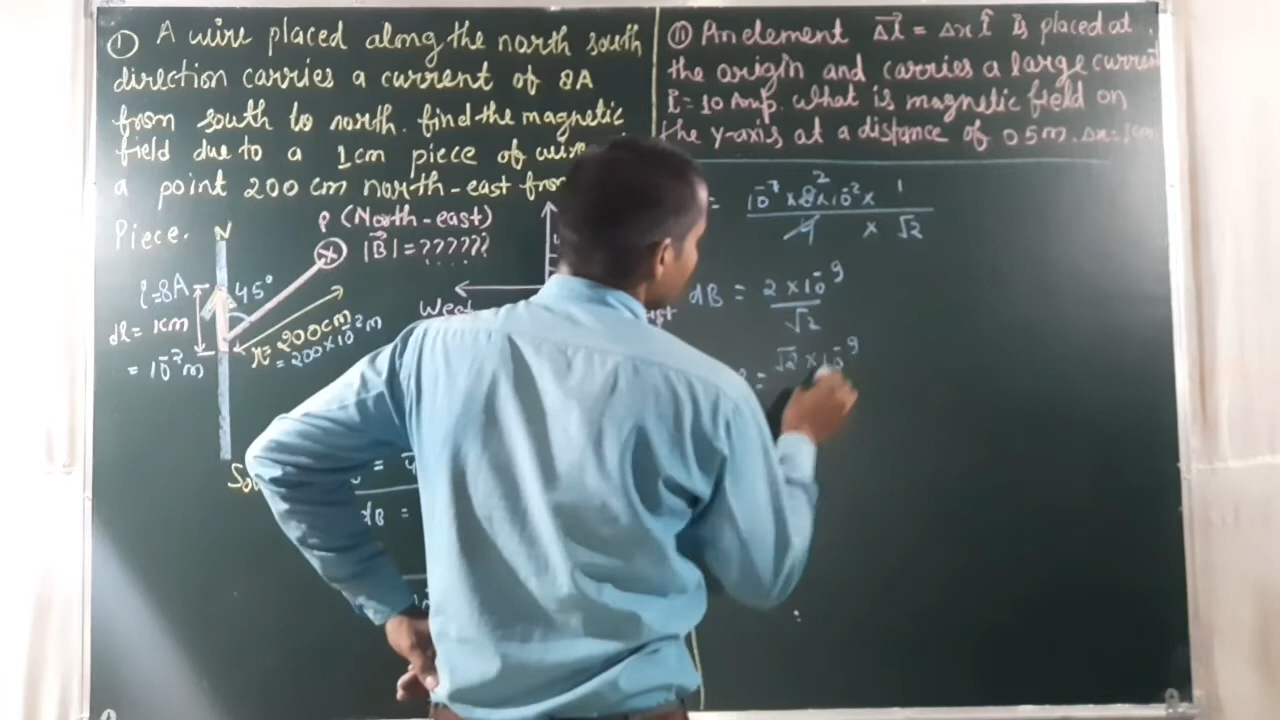 ① A wire placed along the north south
direction carries a current of 8A
from south to north. find the magnetic
field due to a 1cm piece of wire
a point 200 cm north-east from
Piece.
N
P (North-east)
|B⃗| = ??????
i=8A
45°
dl = 1cm
= 10⁻² m
r = 200cm
= 200×10⁻² m
dB =
② An element Δl⃗ = Δx î is placed at
the origin and carries a large current
i = 10 Amp. What is magnetic field on
the y-axis at a distance of 0.5m. Δx=1cm.
= 10⁻⁷ × 8 2 × 10⁻² × 1
4 × √2
dB = 2 × 10⁻⁹
√2
= √2 × 10⁻⁹